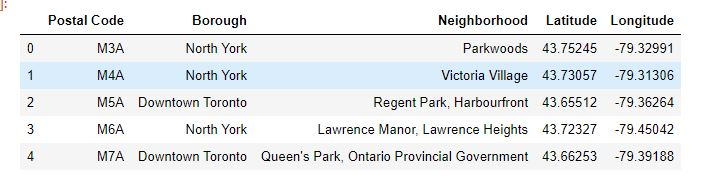 ]:
Postal Code Borough Neighborhood Latitude Longitude
0 M3A North York Parkwoods 43.75245 -79.32991
1 M4A North York Victoria Village 43.73057 -79.31306
2 M5A Downtown Toronto Regent Park, Harbourfront 43.65512 -79.36264
3 M6A North York Lawrence Manor, Lawrence Heights 43.72327 -79.45042
4 M7A Downtown Toronto Queen's Park, Ontario Provincial Government 43.66253 -79.39188